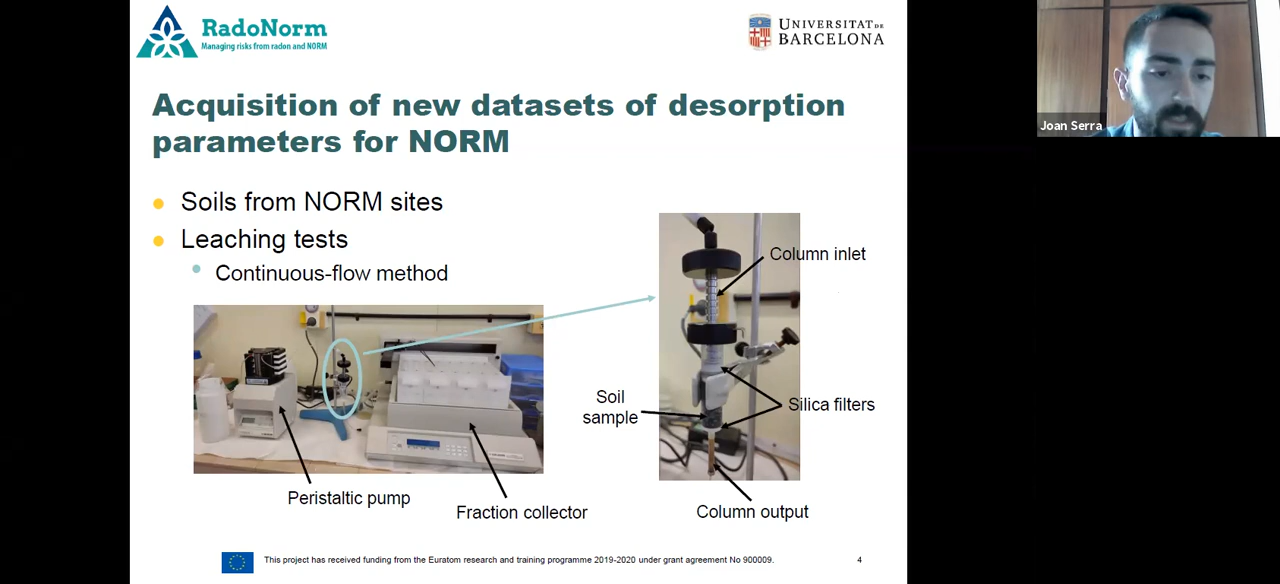 RadoNorm
Managing risks from radon and NORM
UNIVERSITAT DE
BARCELONA
Joan Serra
Acquisition of new datasets of desorption
parameters for NORM
Soils from NORM sites
Leaching tests
Continuous-flow method
Column inlet
Soil
sample
Silica filters
Peristaltic pump
Fraction collector
Column output
This project has received funding from the Euratom research and training programme 2019-2020 under grant agreement No 900009.
4